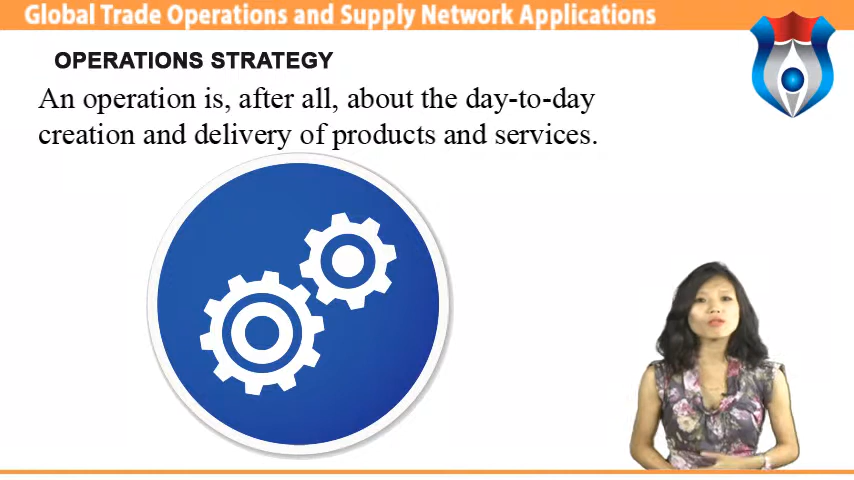 Global Trade Operations and Supply Network Applications
OPERATIONS STRATEGY
An operation is, after all, about the day-to-day
creation and delivery of products and services.